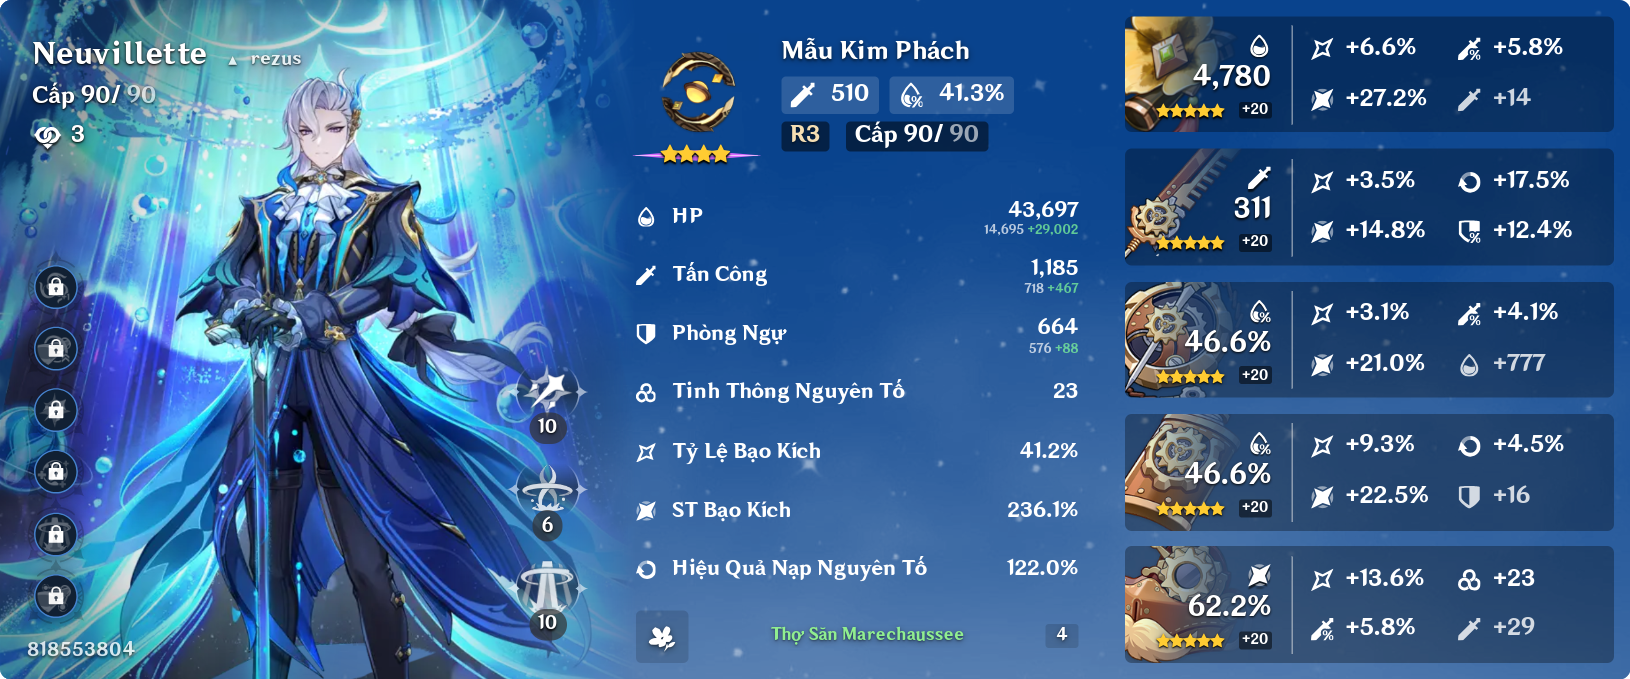 Neuvillette ▲ rezus
Cấp 90/ 90
3
10
6
10
818553804
Mẫu Kim Phách
510 41.3%
R3 Cấp 90/ 90
HP 43,697
14,695 +29,002
Tấn Công 1,185
718 +467
Phòng Ngự 664
576 +88
Tinh Thông Nguyên Tố 23
Tỷ Lệ Bạo Kích 41.2%
ST Bạo Kích 236.1%
Hiệu Quả Nạp Nguyên Tố 122.0%
Thợ Săn Marechaussee 4
4,780
+20
+6.6% +5.8%
+27.2% +14
311
+20
+3.5% +17.5%
+14.8% +12.4%
46.6%
+20
+3.1% +4.1%
+21.0% +777
46.6%
+20
+9.3% +4.5%
+22.5% +16
62.2%
+20
+13.6% +23
+5.8% +29